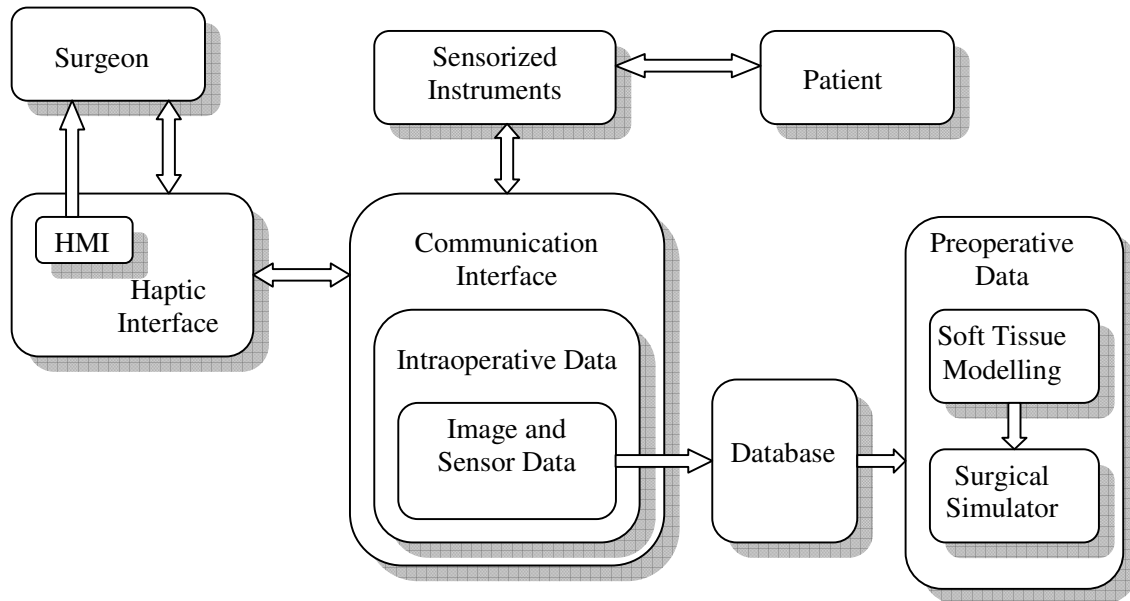 Surgeon
Sensorized
Instruments
Patient
HMI
Haptic
Interface
Communication
Interface
Intraoperative Data
Image and
Sensor Data
Database
Preoperative
Data
Soft Tissue
Modelling
Surgical
Simulator